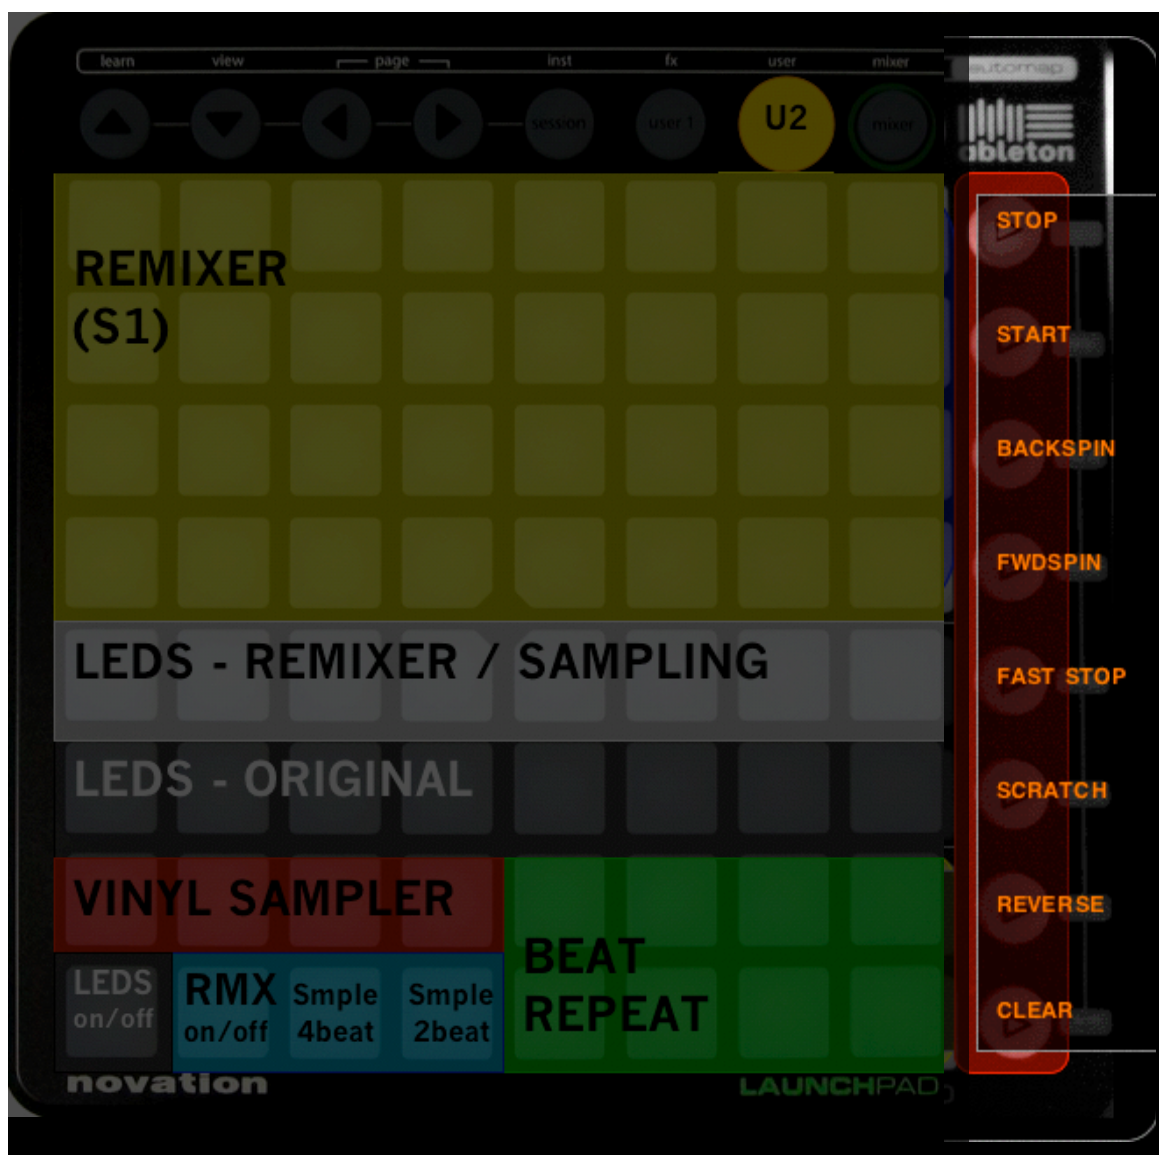 learn view page inst fx user mixer
automap
session user 1 U2 mixer
ableton
STOP
REMIXER
(S1)
START
BACKSPIN
FWDSPIN
LEDS - REMIXER / SAMPLING
FAST STOP
LEDS - ORIGINAL
SCRATCH
VINYL SAMPLER
REVERSE
BEAT
REPEAT
LEDS
on/off
RMX
on/off
Smple
4beat
Smple
2beat
CLEAR
novation
LAUNCHPAD